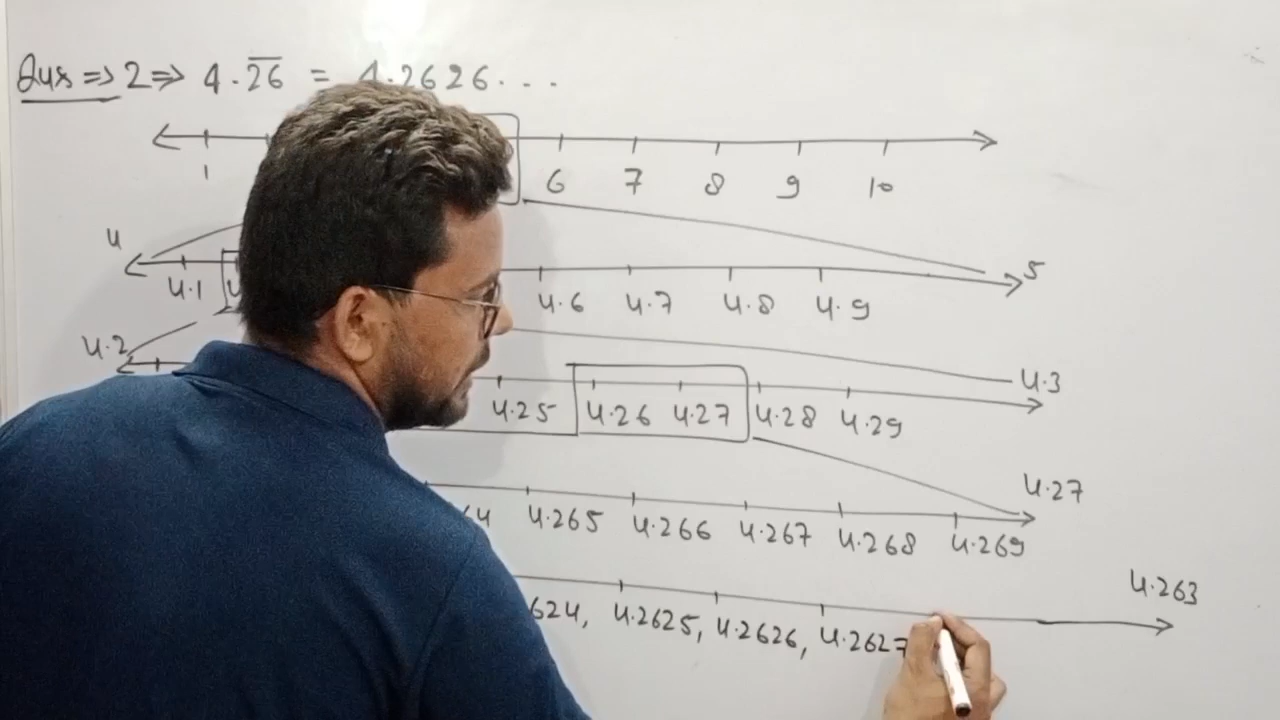 Qus ⇒ 2 ⇒ 4.2̅6̅ = 4.2626...
1 6 7 8 9 10
4 5
4.1 4.6 4.7 4.8 4.9
4.2 4.3
4.25 4.26 4.27 4.28 4.29
4.27
4.265 4.266 4.267 4.268 4.269
4.263
624, 4.2625, 4.2626, 4.2627